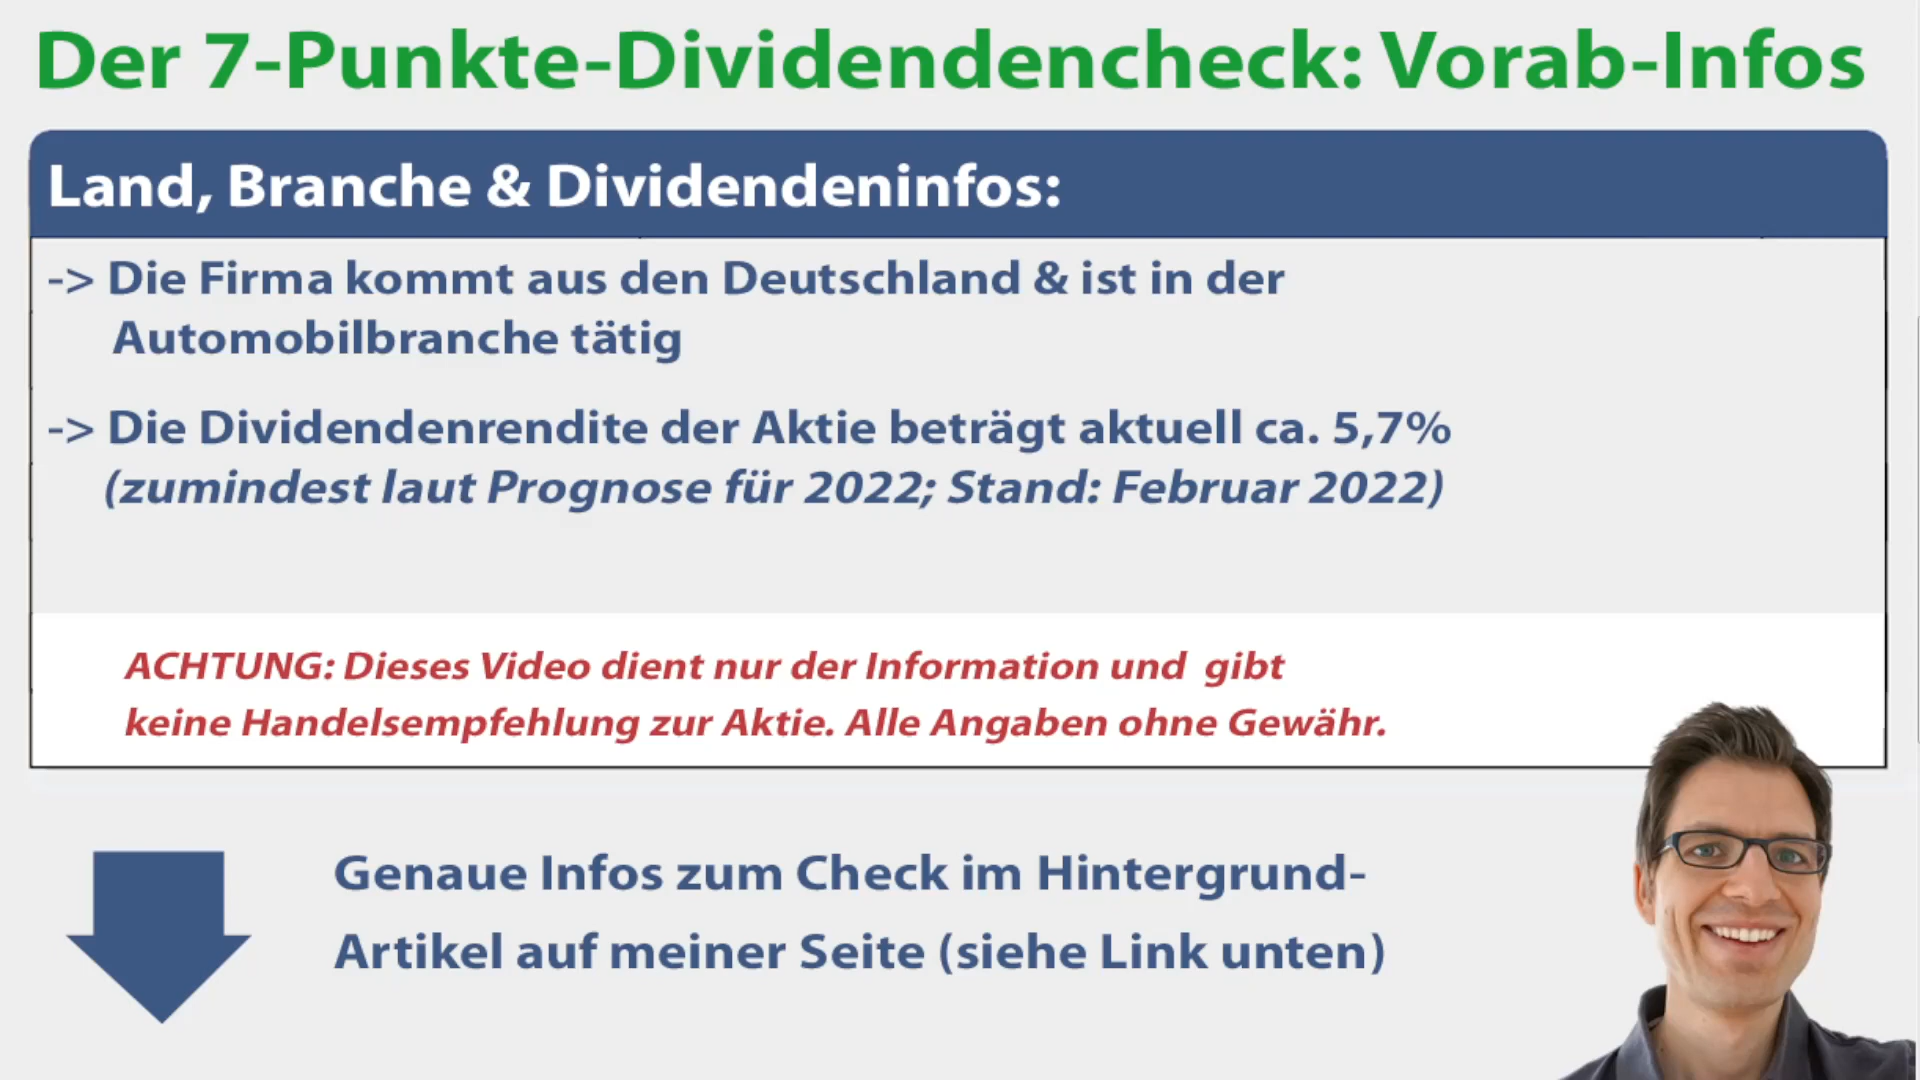 Der 7-Punkte-Dividendencheck: Vorab-Infos
Land, Branche & Dividendeninfos:
-> Die Firma kommt aus den Deutschland & ist in der
Automobilbranche tätig
-> Die Dividendenrendite der Aktie beträgt aktuell ca. 5,7%
(zumindest laut Prognose für 2022; Stand: Februar 2022)
ACHTUNG: Dieses Video dient nur der Information und gibt
keine Handelsempfehlung zur Aktie. Alle Angaben ohne Gewähr.
Genaue Infos zum Check im Hintergrund-
Artikel auf meiner Seite (siehe Link unten)